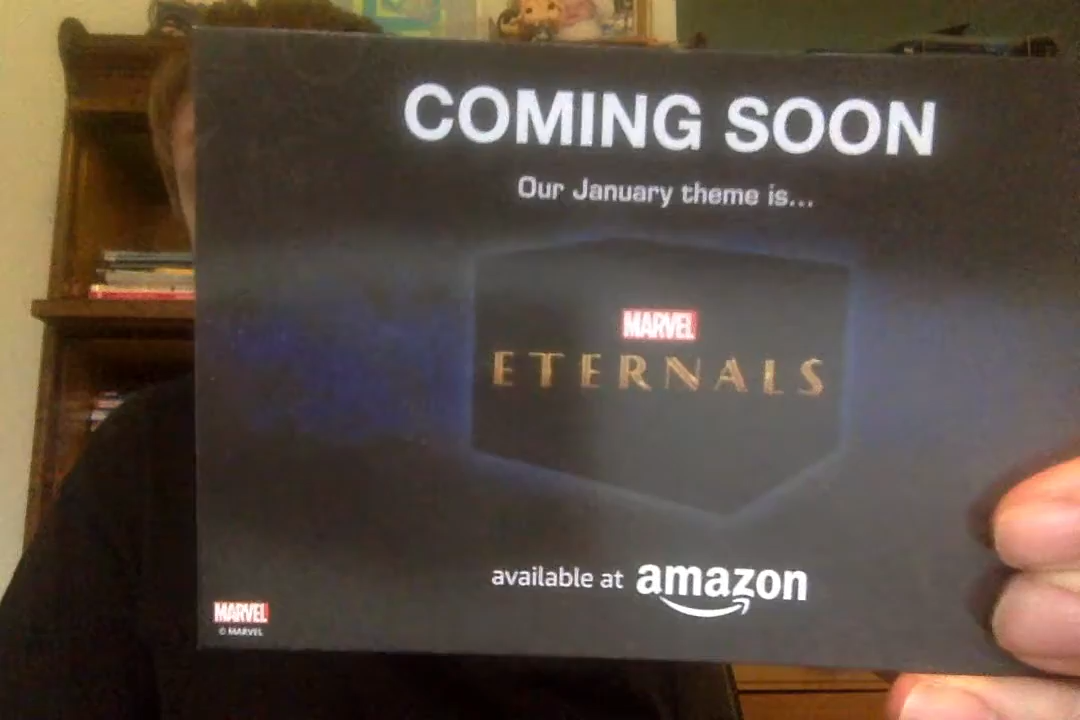 COMING SOON
Our January theme is...
MARVEL
ETERNALS
available at amazon
MARVEL
© MARVEL